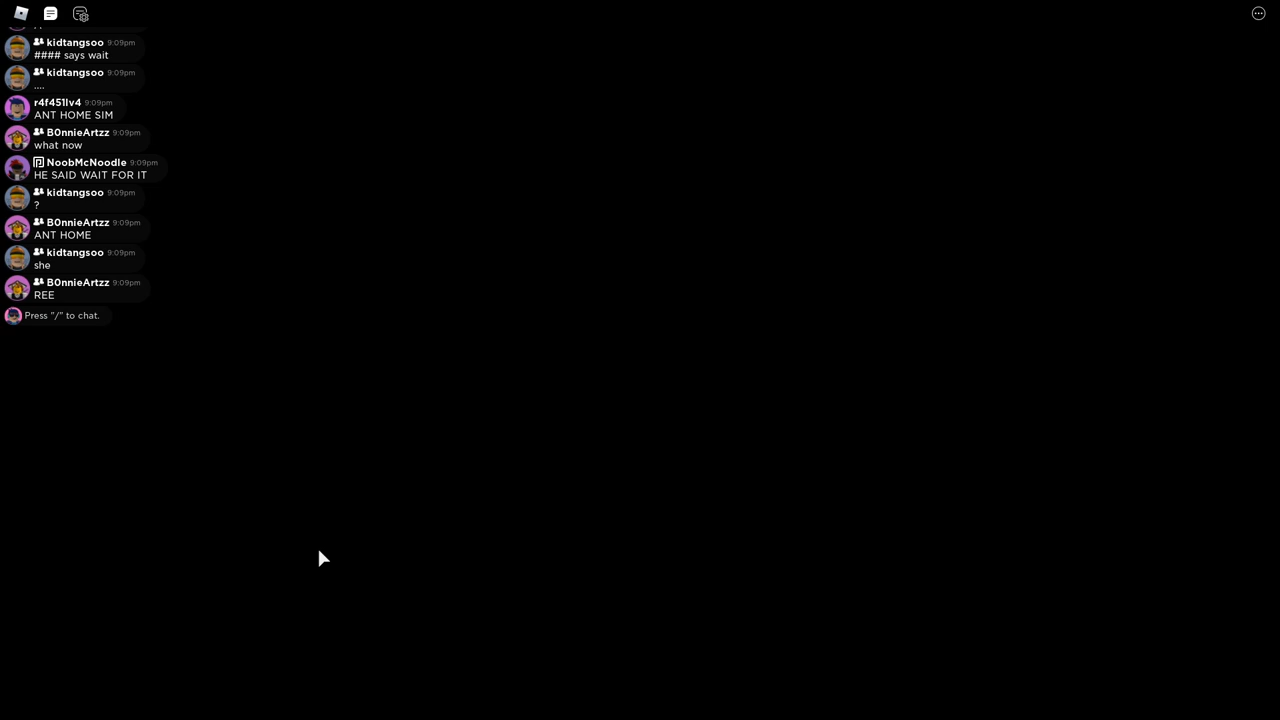 kidtangsoo 9:09pm
#### says wait
kidtangsoo 9:09pm
....
r4f451lv4 9:09pm
ANT HOME SIM
B0nnieArtzz 9:09pm
what now
NoobMcNoodle 9:09pm
HE SAID WAIT FOR IT
kidtangsoo 9:09pm
?
B0nnieArtzz 9:09pm
ANT HOME
kidtangsoo 9:09pm
she
B0nnieArtzz 9:09pm
REE
Press "/" to chat.